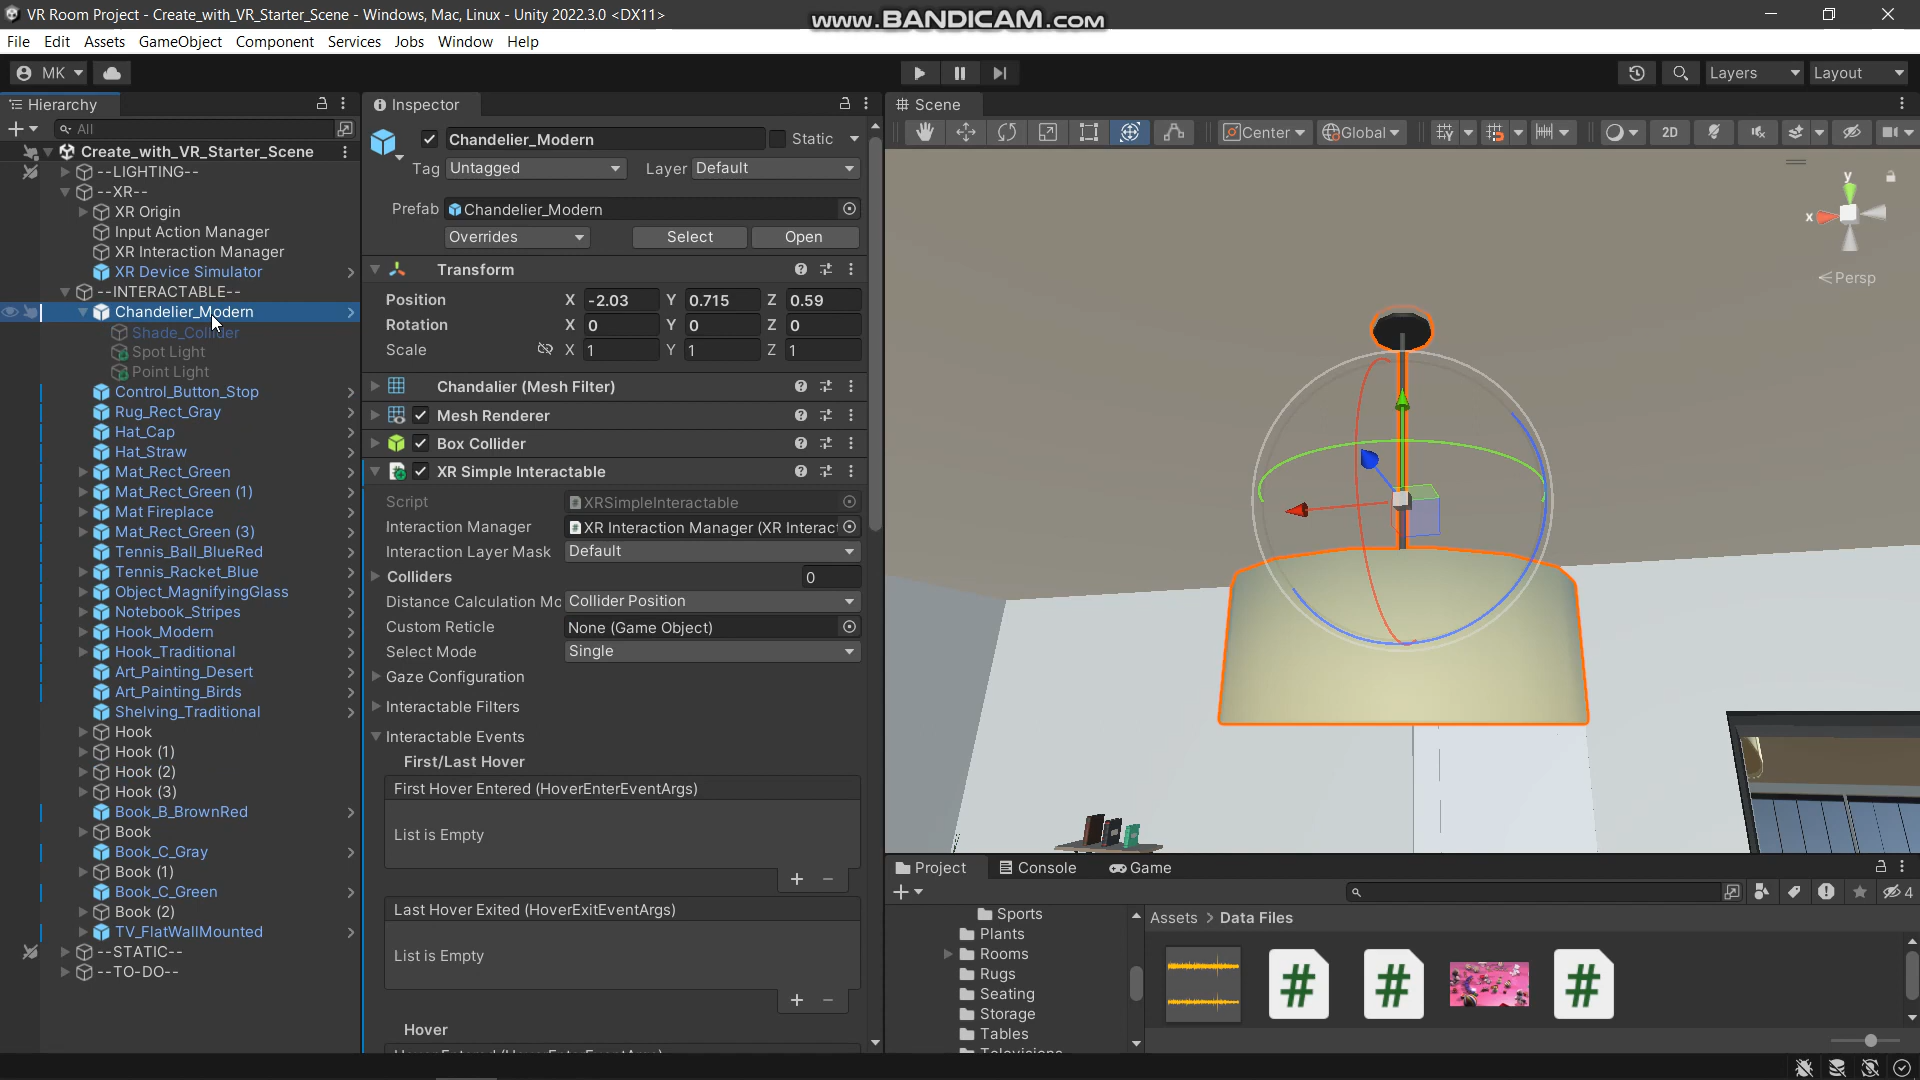 VR Room Project - Create_with_VR_Starter_Scene - Windows, Mac, Linux - Unity 2022.3.0 <DX11>
www.BANDICAM.com
File Edit Assets GameObject Component Services Jobs Window Help
MK
Layers
Layout
Hierarchy
All
Create_with_VR_Starter_Scene
--LIGHTING--
--XR--
XR Origin
Input Action Manager
XR Interaction Manager
XR Device Simulator
--INTERACTABLE--
Chandelier_Modern
Shade_Collider
Spot Light
Point Light
Control_Button_Stop
Rug_Rect_Gray
Hat_Cap
Hat_Straw
Mat_Rect_Green
Mat_Rect_Green (1)
Mat Fireplace
Mat_Rect_Green (3)
Tennis_Ball_BlueRed
Tennis_Racket_Blue
Object_MagnifyingGlass
Notebook_Stripes
Hook_Modern
Hook_Traditional
Art_Painting_Desert
Art_Painting_Birds
Shelving_Traditional
Hook
Hook (1)
Hook (2)
Hook (3)
Book_B_BrownRed
Book
Book_C_Gray
Book (1)
Book_C_Green
Book (2)
TV_FlatWallMounted
--STATIC--
--TO-DO--
Inspector
Chandelier_Modern
Static
Tag Untagged Layer Default
Prefab Chandelier_Modern
Overrides Select Open
Transform
Position X -2.03 Y 0.715 Z 0.59
Rotation X 0 Y 0 Z 0
Scale X 1 Y 1 Z 1
Chandalier (Mesh Filter)
Mesh Renderer
Box Collider
XR Simple Interactable
Script XRSimpleInteractable
Interaction Manager XR Interaction Manager (XR Interact
Interaction Layer Mask Default
Colliders 0
Distance Calculation Mc Collider Position
Custom Reticle None (Game Object)
Select Mode Single
Gaze Configuration
Interactable Filters
Interactable Events
First/Last Hover
First Hover Entered (HoverEnterEventArgs)
List is Empty
Last Hover Exited (HoverExitEventArgs)
List is Empty
Hover
Scene
Center Global 2D
y
x
Persp
Project Console Game
4
Sports
Plants
Rooms
Rugs
Seating
Storage
Tables
Assets > Data Files